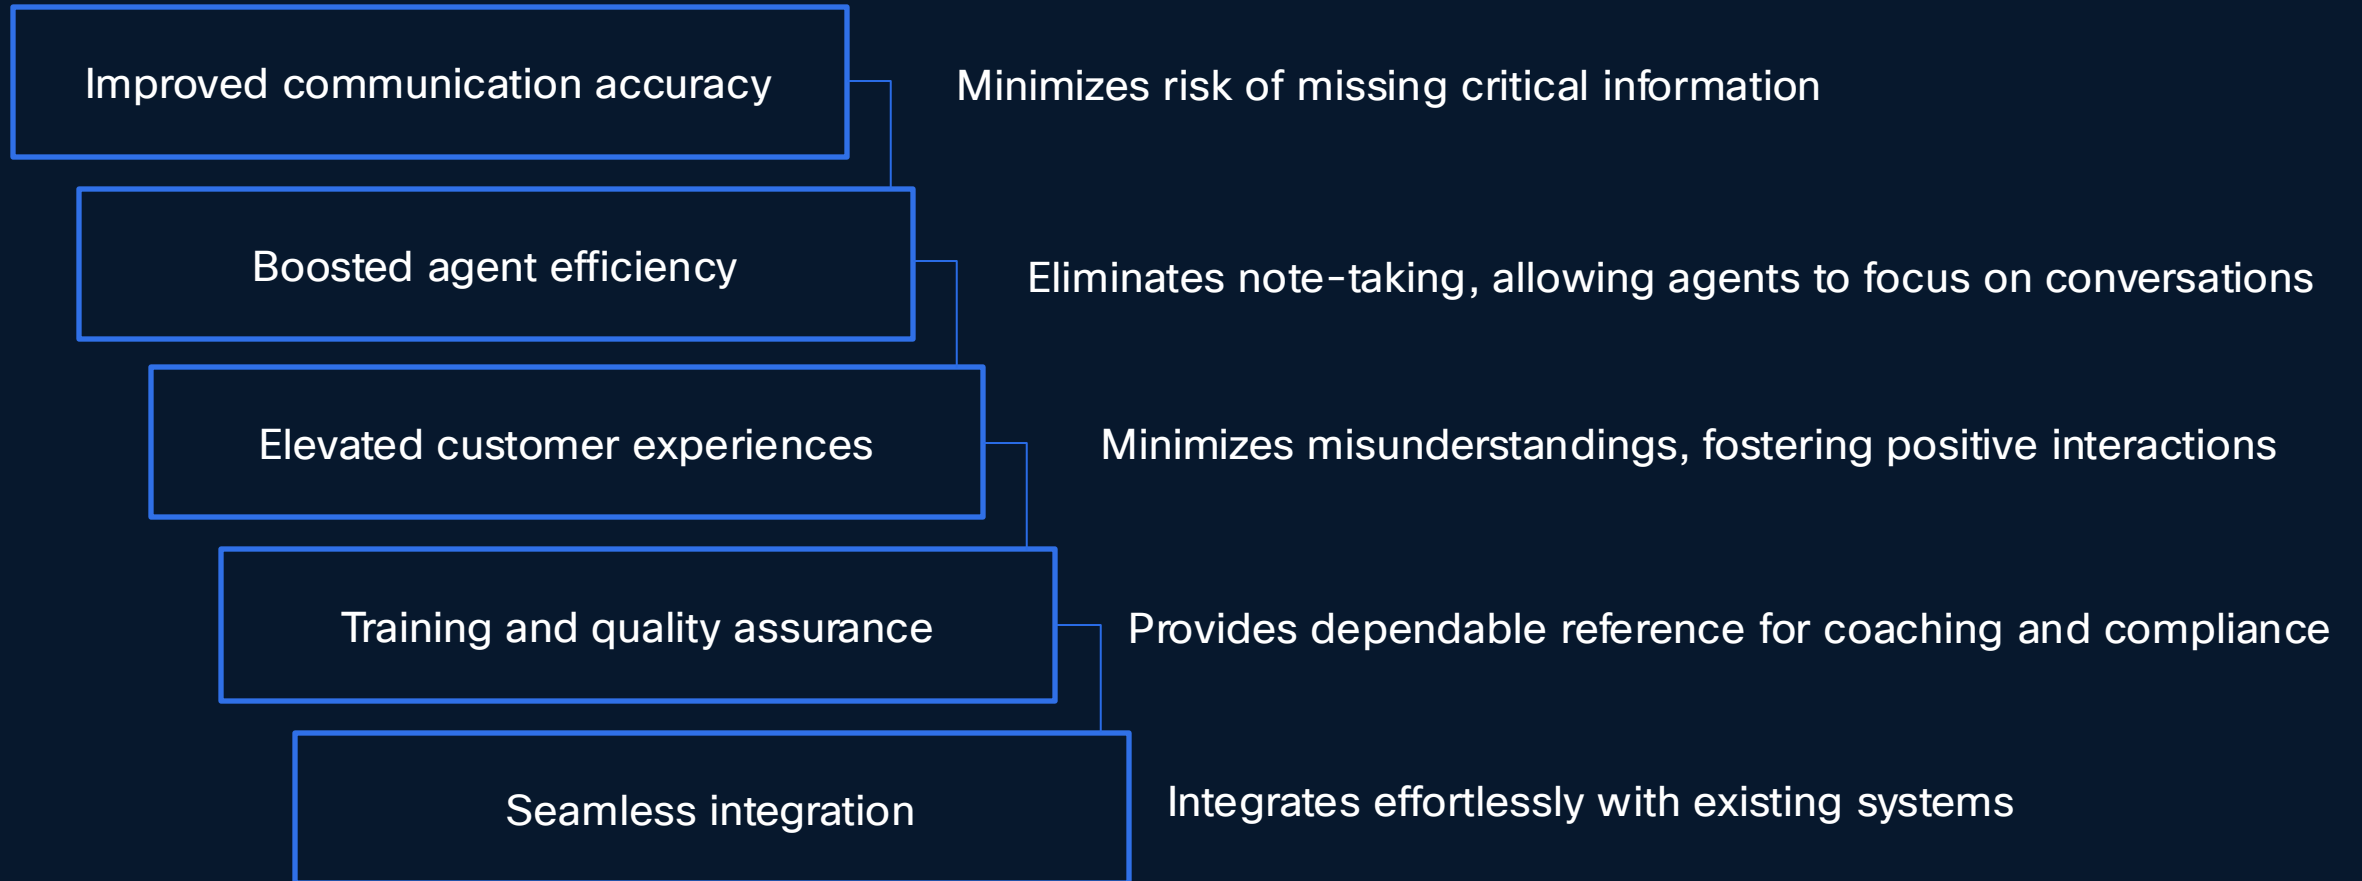 Improved communication accuracy
Minimizes risk of missing critical information
Boosted agent efficiency
Eliminates note-taking, allowing agents to focus on conversations
Elevated customer experiences
Minimizes misunderstandings, fostering positive interactions
Training and quality assurance
Provides dependable reference for coaching and compliance
Seamless integration
Integrates effortlessly with existing systems